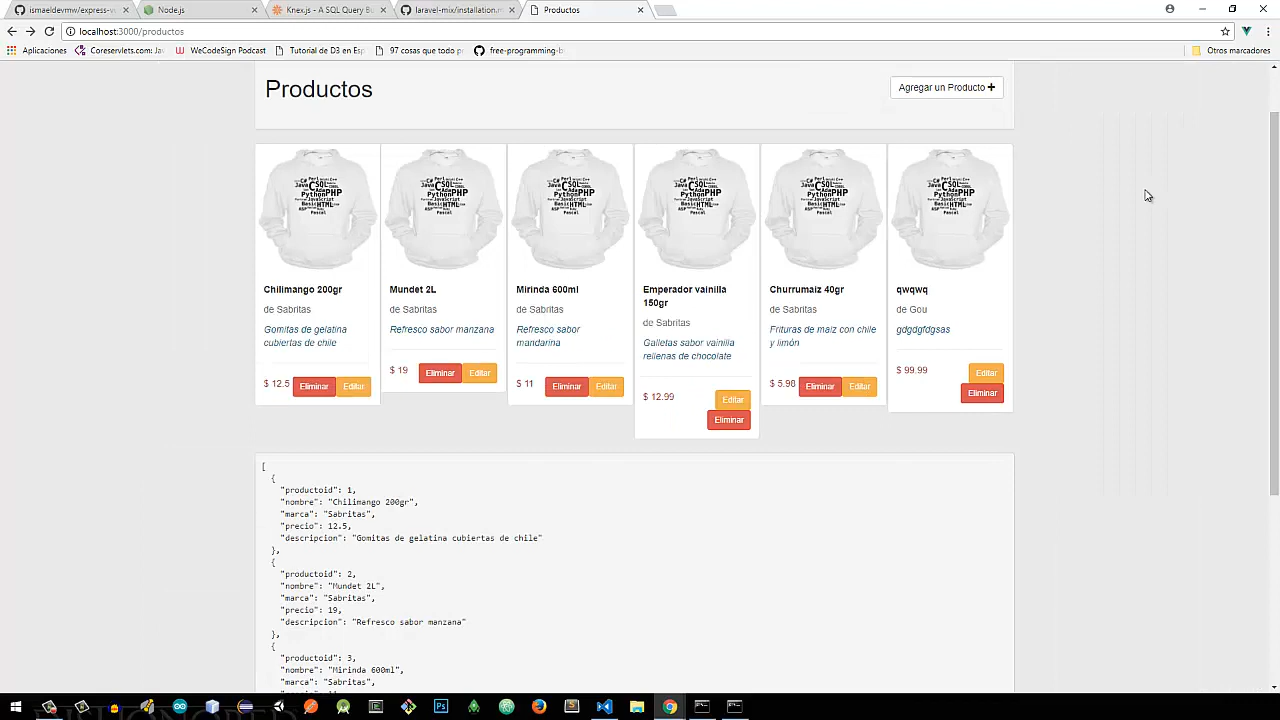 ismaeldevmw/express-vu
Node.js
Knex.js - A SQL Query Bu
laravel-mix/installation.m
Products
localhost:3000/products
Aplicaciones
Coreservlets.com: Jav
WeCodeSign Podcast
Tutorial de D3 en Esp
97 cosas que todo pr
free-programming-b
Otros marcadores
Productos
Agregar un Producto
Chilimango 200gr
de Sabritas
Gomitas de gelatina
cubiertas de chile
$ 12.5
Eliminar
Editar
Mundet 2L
de Sabritas
Refresco sabor manzana
$ 19
Eliminar
Editar
Mirinda 600ml
de Sabritas
Refresco sabor
mandarina
$ 11
Eliminar
Editar
Emperador vainilla
150gr
de Sabritas
Galletas sabor vainilla
rellenas de chocolate
$ 12.99
Editar
Eliminar
Churrumaiz 40gr
de Sabritas
Frituras de maiz con chile
y limón
$ 5.98
Eliminar
Editar
qwqwq
de Gou
gdgdgfdgsas
$ 99.99
Editar
Eliminar
[
{
"productoid": 1,
"nombre": "Chilimango 200gr",
"marca": "Sabritas",
"precio": 12.5,
"descripcion": "Gomitas de gelatina cubiertas de chile"
},
{
"productoid": 2,
"nombre": "Mundet 2L",
"marca": "Sabritas",
"precio": 19,
"descripcion": "Refresco sabor manzana"
},
{
"productoid": 3,
"nombre": "Mirinda 600ml",
"marca": "Sabritas",